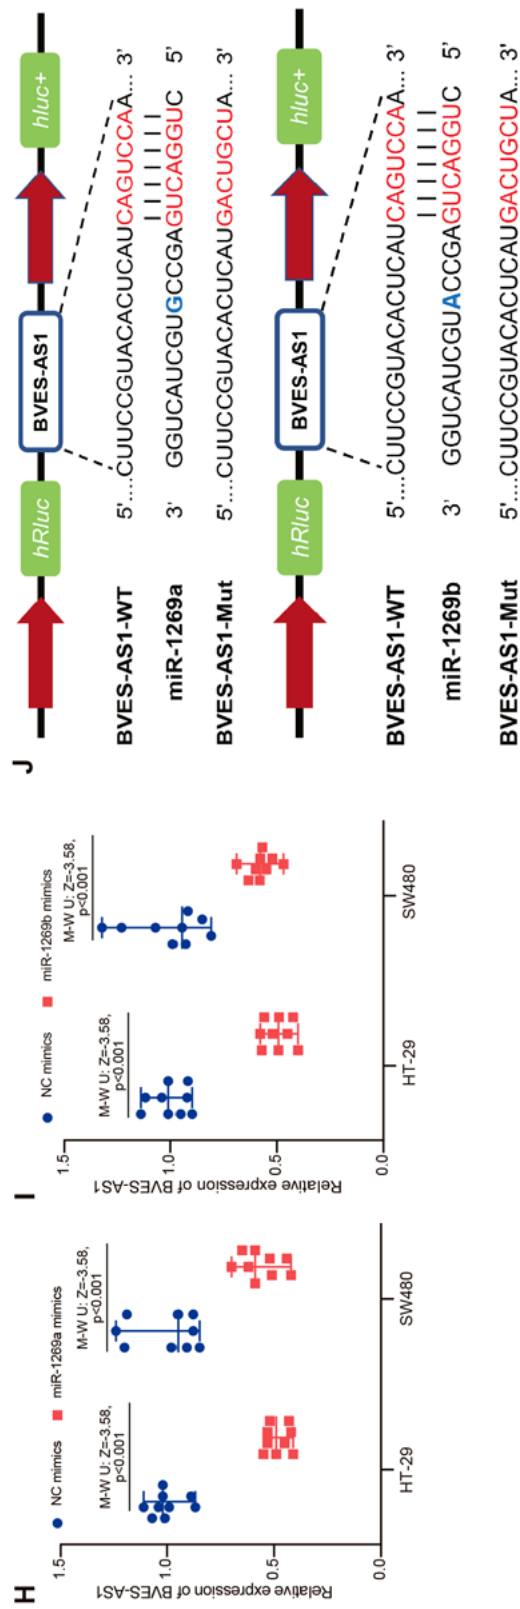 H
NC mimics
miR-1269a mimics
Relative expression of BVES-AS1
1.5
1.0
0.5
0.0
M-W U: Z=-3.58,
p<0.001
M-W U: Z=-3.58,
p<0.001
HT-29
SW480
I
NC mimics
miR-1269b mimics
Relative expression of BVES-AS1
1.5
1.0
0.5
0.0
M-W U: Z=-3.58,
p<0.001
M-W U: Z=-3.58,
p<0.001
HT-29
SW480
J
hRluc BVES-AS1 hluc+
BVES-AS1-WT 5'....CUUCCGUACACUCAUCAGUCCAA... 3'
miR-1269a 3' GGUCAUCGUGCCGAGUCAGGUC 5'
BVES-AS1-Mut 5'....CUUCCGUACACUCAUGACUGCUA... 3'
hRluc BVES-AS1 hluc+
BVES-AS1-WT 5'....CUUCCGUACACUCAUCAGUCCAA... 3'
miR-1269b 3' GGUCAUCGUACCGAGUCAGGUC 5'
BVES-AS1-Mut 5'....CUUCCGUACACUCAUGACUGCUA... 3'